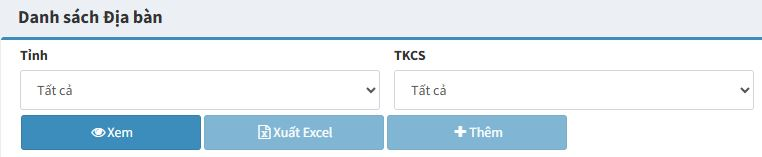 Danh sách Địa bàn
Tỉnh TKCS
Tất cả Tất cả
Xem Xuất Excel Thêm